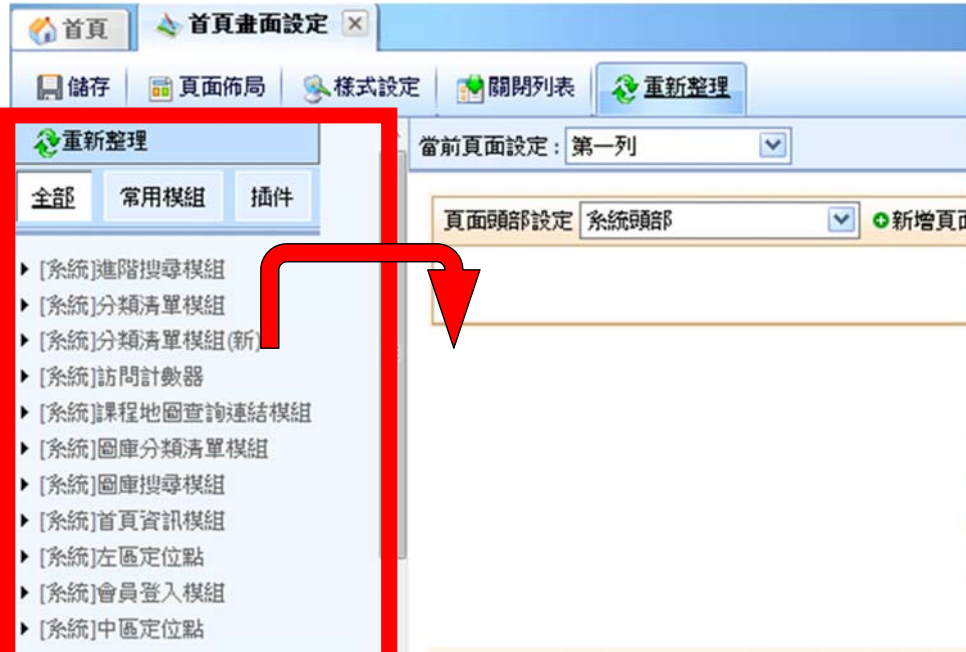 首頁 首頁畫面設定
儲存 頁面佈局 樣式設定 關閉列表 重新整理
重新整理
當前頁面設定：第一列
全部 常用模組 插件
頁面頭部設定 系統頭部 新增頁面
[系統]進階搜尋模組
[系統]分類清單模組
[系統]分類清單模組(新)
[系統]訪問計數器
[系統]課程地圖查詢連結模組
[系統]圖庫分類清單模組
[系統]圖庫搜尋模組
[系統]首頁資訊模組
[系統]左區定位點
[系統]會員登入模組
[系統]中區定位點